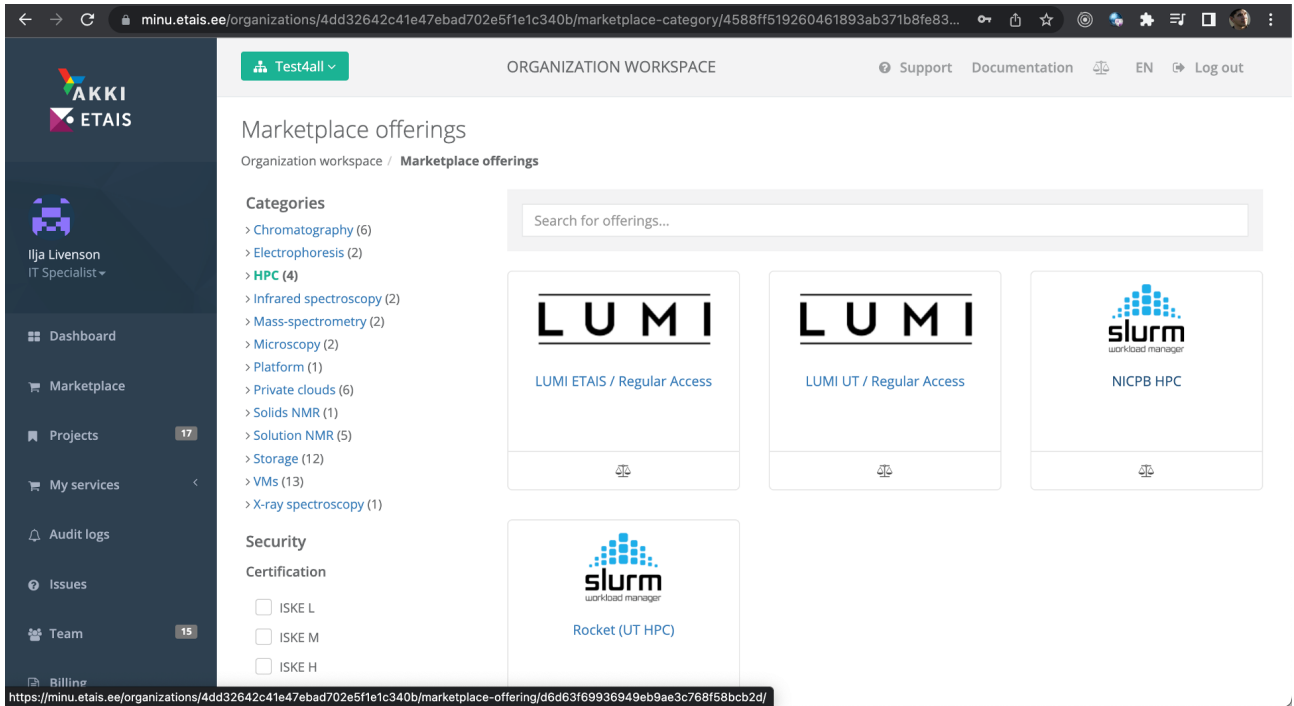 minu.etais.ee/organizations/4dd32642c41e47ebad702e5f1e1c340b/marketplace-category/4588ff519260461893ab371b8fe83...
ΤAKKI
ETAIS
Test4all
ORGANIZATION WORKSPACE
Support Documentation EN Log out
Marketplace offerings
Organization workspace / Marketplace offerings
Ilja Livenson
IT Specialist
Dashboard
Marketplace
Projects 17
My services
Audit logs
Issues
Team 15
Billing
Categories
Chromatography (6)
Electrophoresis (2)
HPC (4)
Infrared spectroscopy (2)
Mass-spectrometry (2)
Microscopy (2)
Platform (1)
Private clouds (6)
Solids NMR (1)
Solution NMR (5)
Storage (12)
VMs (13)
X-ray spectroscopy (1)
Security
Certification
ISKE L
ISKE M
ISKE H
Search for offerings...
LUMI
LUMI ETAIS / Regular Access
LUMI
LUMI UT / Regular Access
slurm
workload manager
NICPB HPC
slurm
workload manager
Rocket (UT HPC)
https://minu.etais.ee/organizations/4dd32642c41e47ebad702e5f1e1c340b/marketplace-offering/d6d63f69936949eb9ae3c768f58bcb2d/